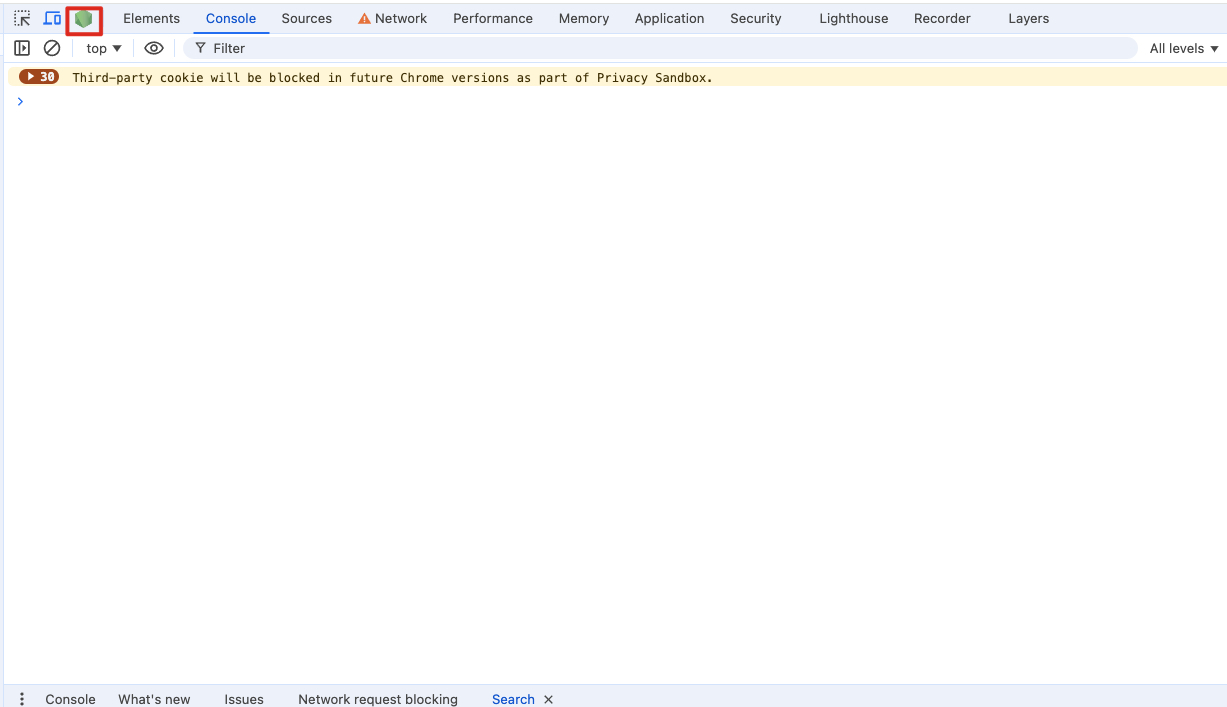 Elements Console Sources Network Performance Memory Application Security Lighthouse Recorder Layers
top Filter All levels
30 Third-party cookie will be blocked in future Chrome versions as part of Privacy Sandbox.
Console What's new Issues Network request blocking Search